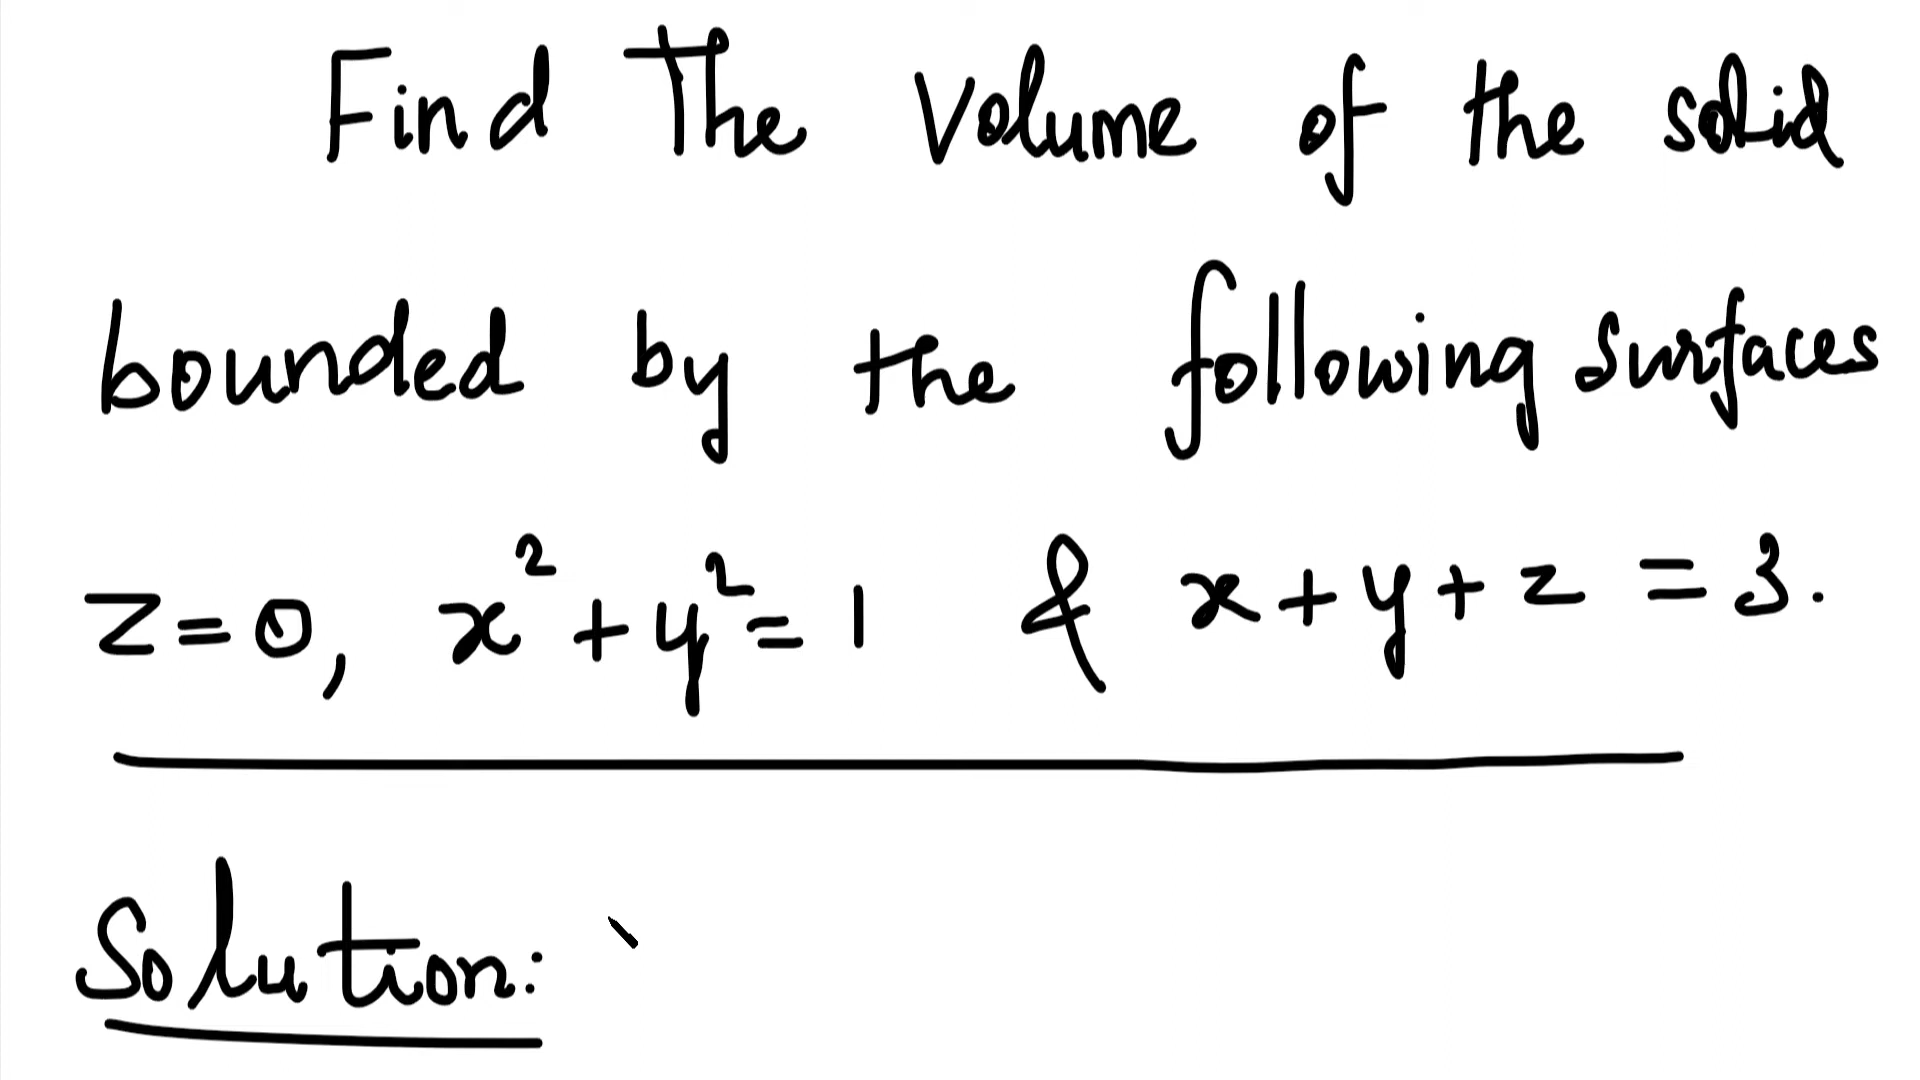 Find The Volume of the solid
bounded by the following surfaces
z=0, x²+y²=1 & x+y+z=3.
Solution: